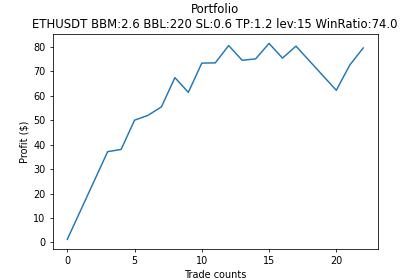 Portfolio
ETHUSDT BBM:2.6 BBL:220 SL:0.6 TP:1.2 lev:15 WinRatio:74.0
80
70
60
50
40
30
20
10
0
Profit ($)
0 5 10 15 20
Trade counts